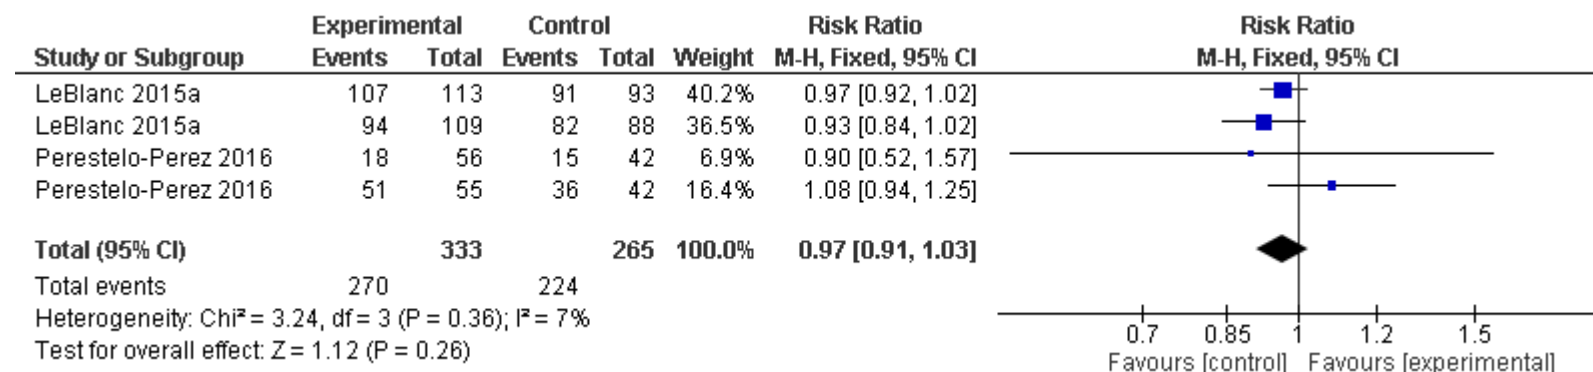 Experimental Control Risk Ratio Risk Ratio
Study or Subgroup Events Total Events Total Weight M-H, Fixed, 95% CI M-H, Fixed, 95% CI
LeBlanc 2015a 107 113 91 93 40.2% 0.97 [0.92, 1.02]
LeBlanc 2015a 94 109 82 88 36.5% 0.93 [0.84, 1.02]
Perestelo-Perez 2016 18 56 15 42 6.9% 0.90 [0.52, 1.57]
Perestelo-Perez 2016 51 55 36 42 16.4% 1.08 [0.94, 1.25]
Total (95% CI) 333 265 100.0% 0.97 [0.91, 1.03]
Total events 270 224
Heterogeneity: Chi² = 3.24, df = 3 (P = 0.36); I² = 7%
Test for overall effect: Z = 1.12 (P = 0.26)
0.7 0.85 1 1.2 1.5
Favours [control] Favours [experimental]